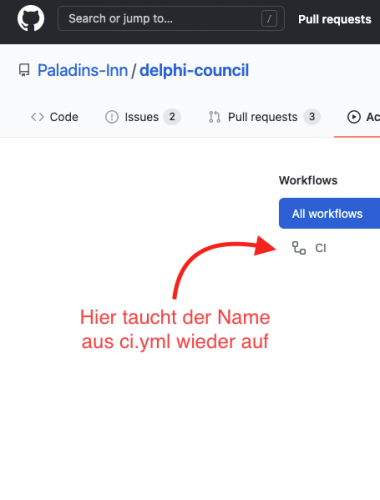 Search or jump to... /
Pull requests
Paladins-Inn / delphi-council
<> Code
Issues 2
Pull requests 3
Ac
Workflows
All workflows
CI
Hier taucht der Name
aus ci.yml wieder auf